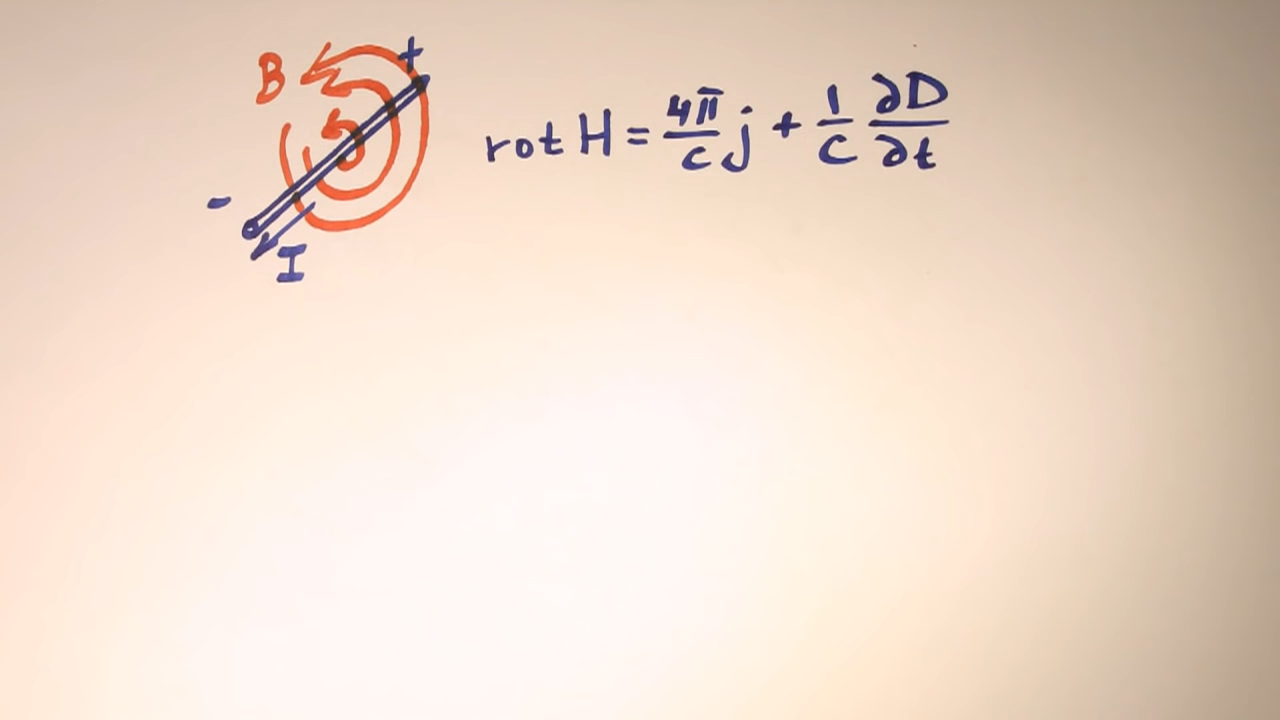 +
B
rot H = 4π/c j + 1/c ∂D/∂t
-
I